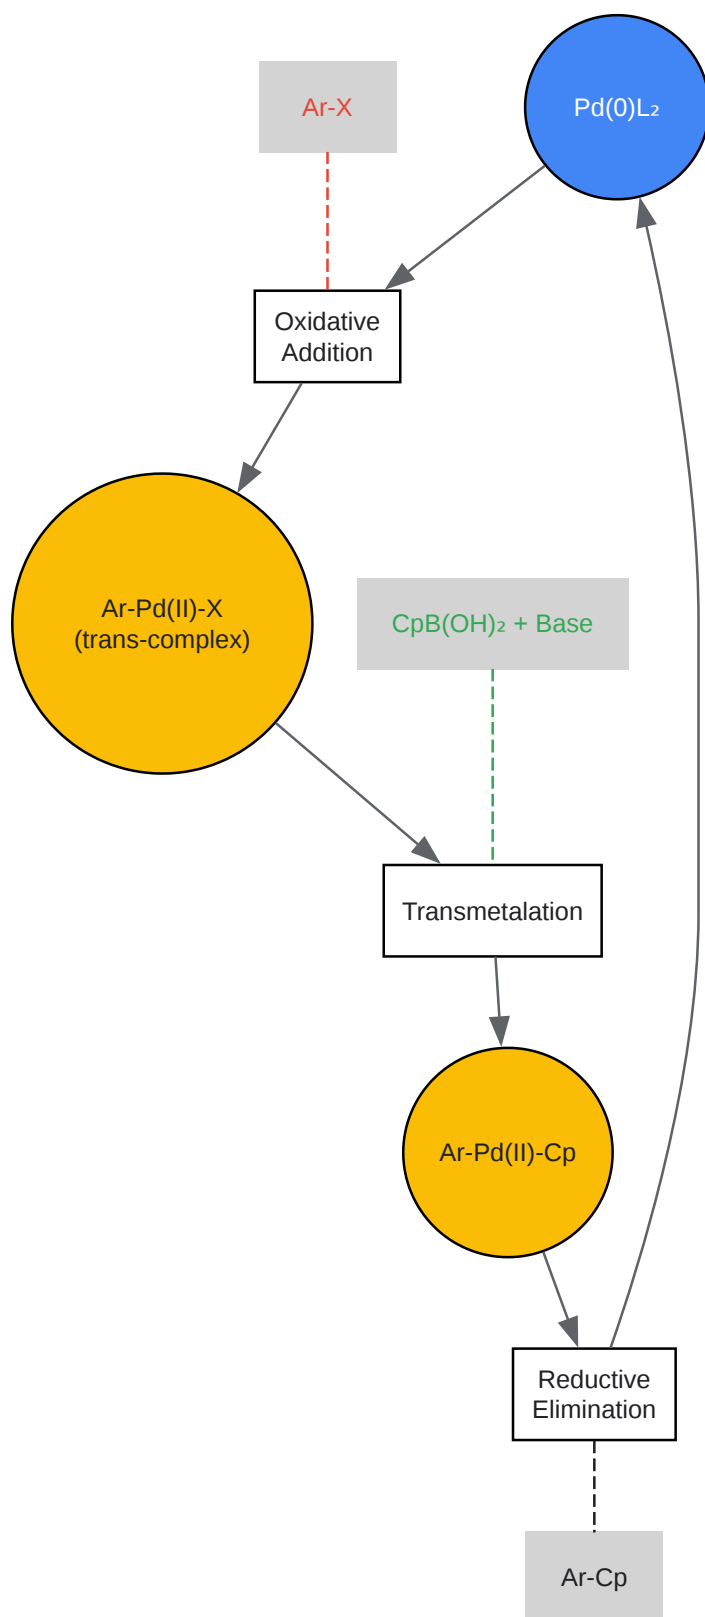 Ar-X
Pd(0)L₂
Oxidative
Addition
Ar-Pd(II)-X
(trans-complex)
CpB(OH)₂ + Base
Transmetalation
Ar-Pd(II)-Cp
Reductive
Elimination
Ar-Cp